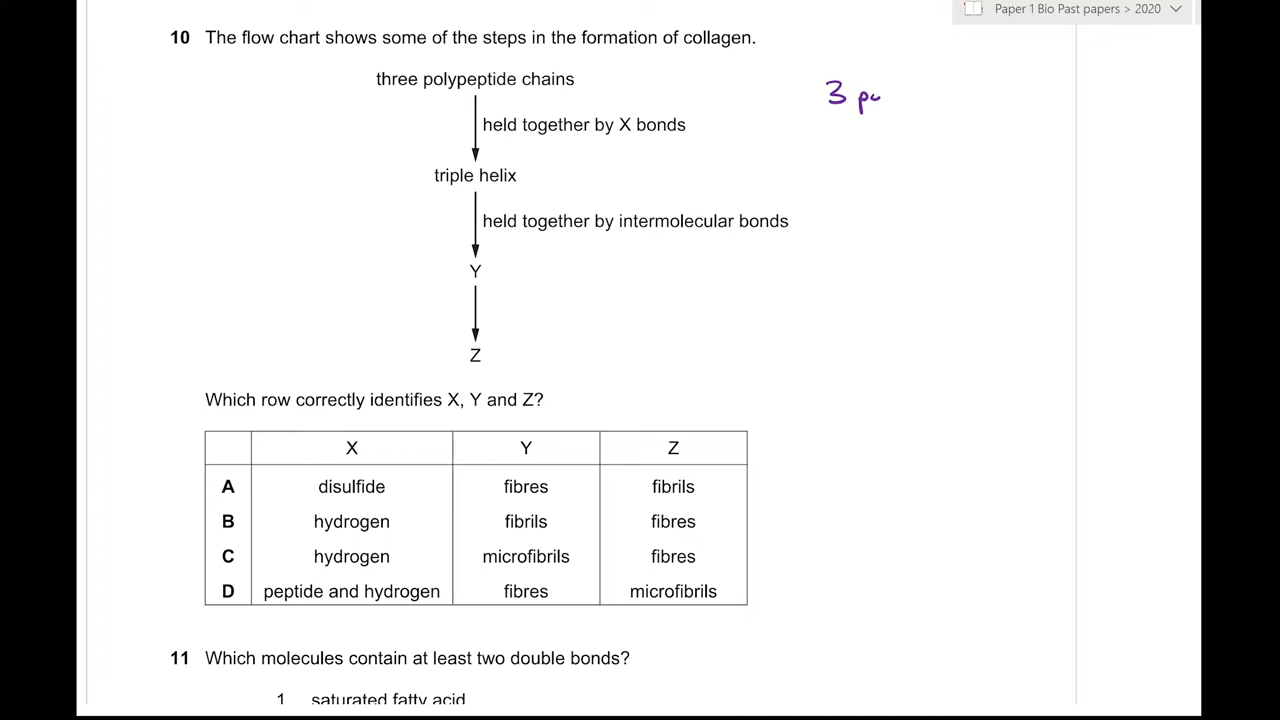 Paper 1 Bio Past papers > 2020
10 The flow chart shows some of the steps in the formation of collagen.
three polypeptide chains
3 po
held together by X bonds
triple helix
held together by intermolecular bonds
Y
Z
Which row correctly identifies X, Y and Z?
X Y Z
A disulfide fibres fibrils
B hydrogen fibrils fibres
C hydrogen microfibrils fibres
D peptide and hydrogen fibres microfibrils
11 Which molecules contain at least two double bonds?
1 saturated fatty acid